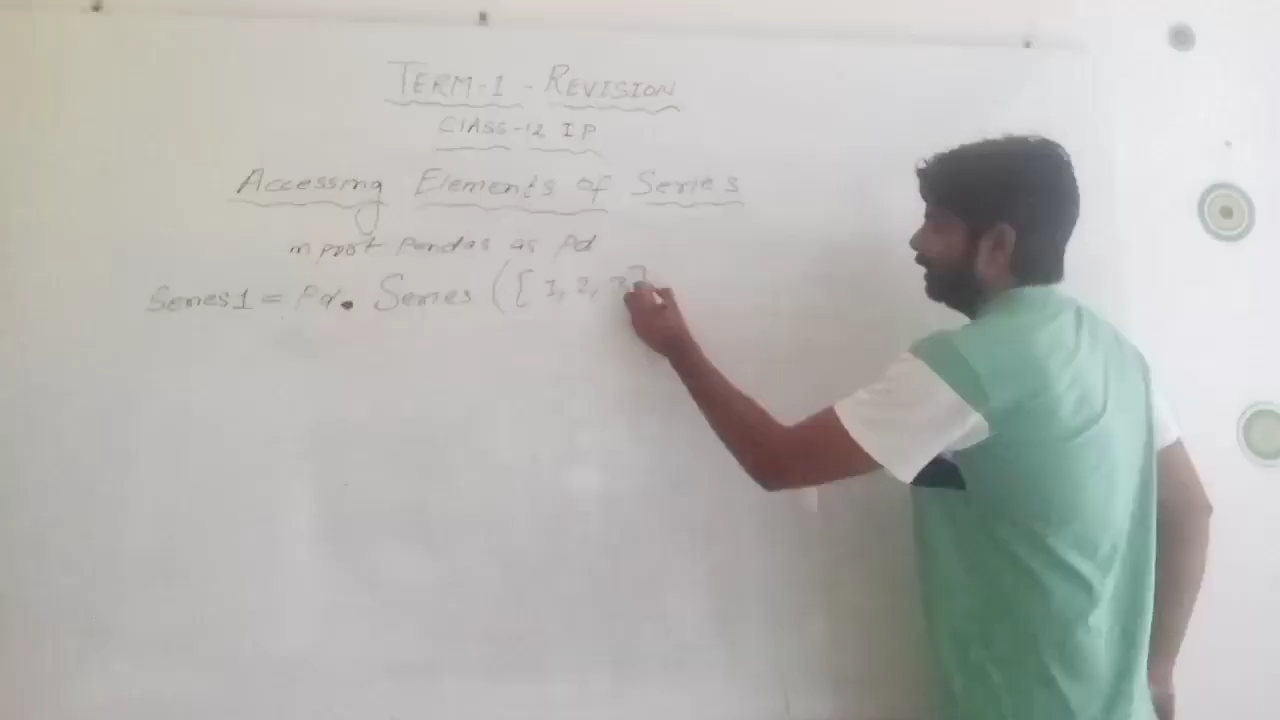 TERM-1 - REVISION
CLASS-12 IP
Accessing Elements of Series
mport Pandas as Pd
Series1 = Pd. Series ([ 1, 2, 3]